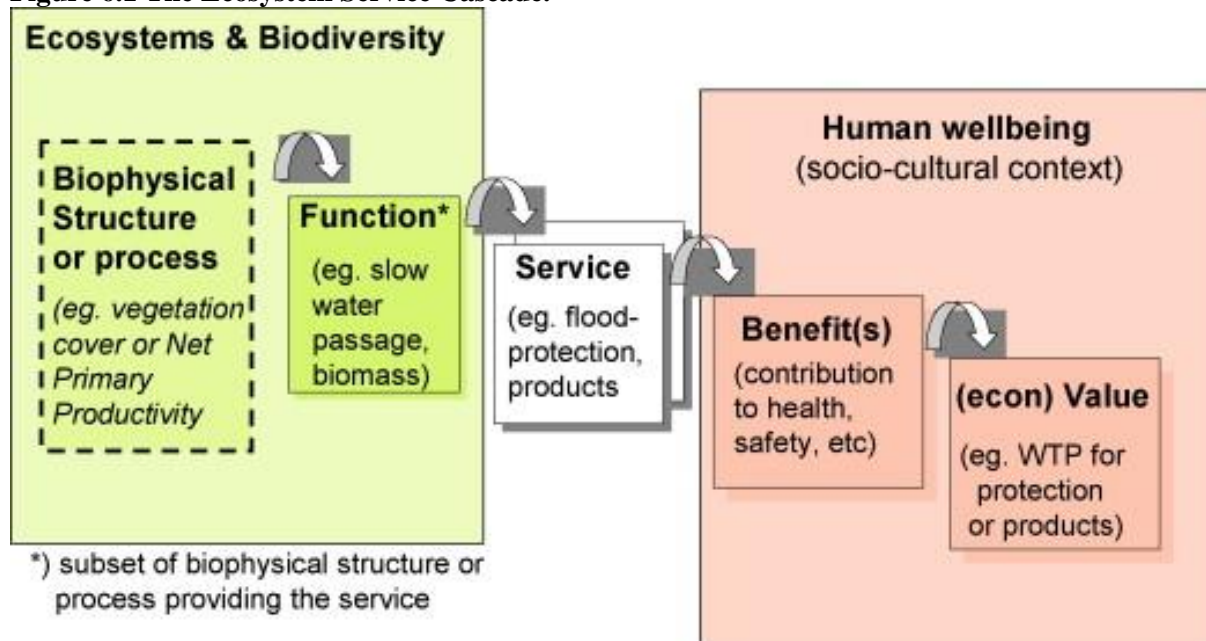 Figure 6.1 The Ecosystem Service Cascade.
Ecosystems & Biodiversity
Biophysical
Structure
or process
(eg. vegetation
cover or Net
Primary
Productivity
Function*
(eg. slow
water
passage,
biomass)
Service
(eg. flood-
protection,
products
Human wellbeing
(socio-cultural context)
Benefit(s)
(contribution
to health,
safety, etc)
(econ) Value
(eg. WTP for
protection
or products)
*) subset of biophysical structure or
process providing the service